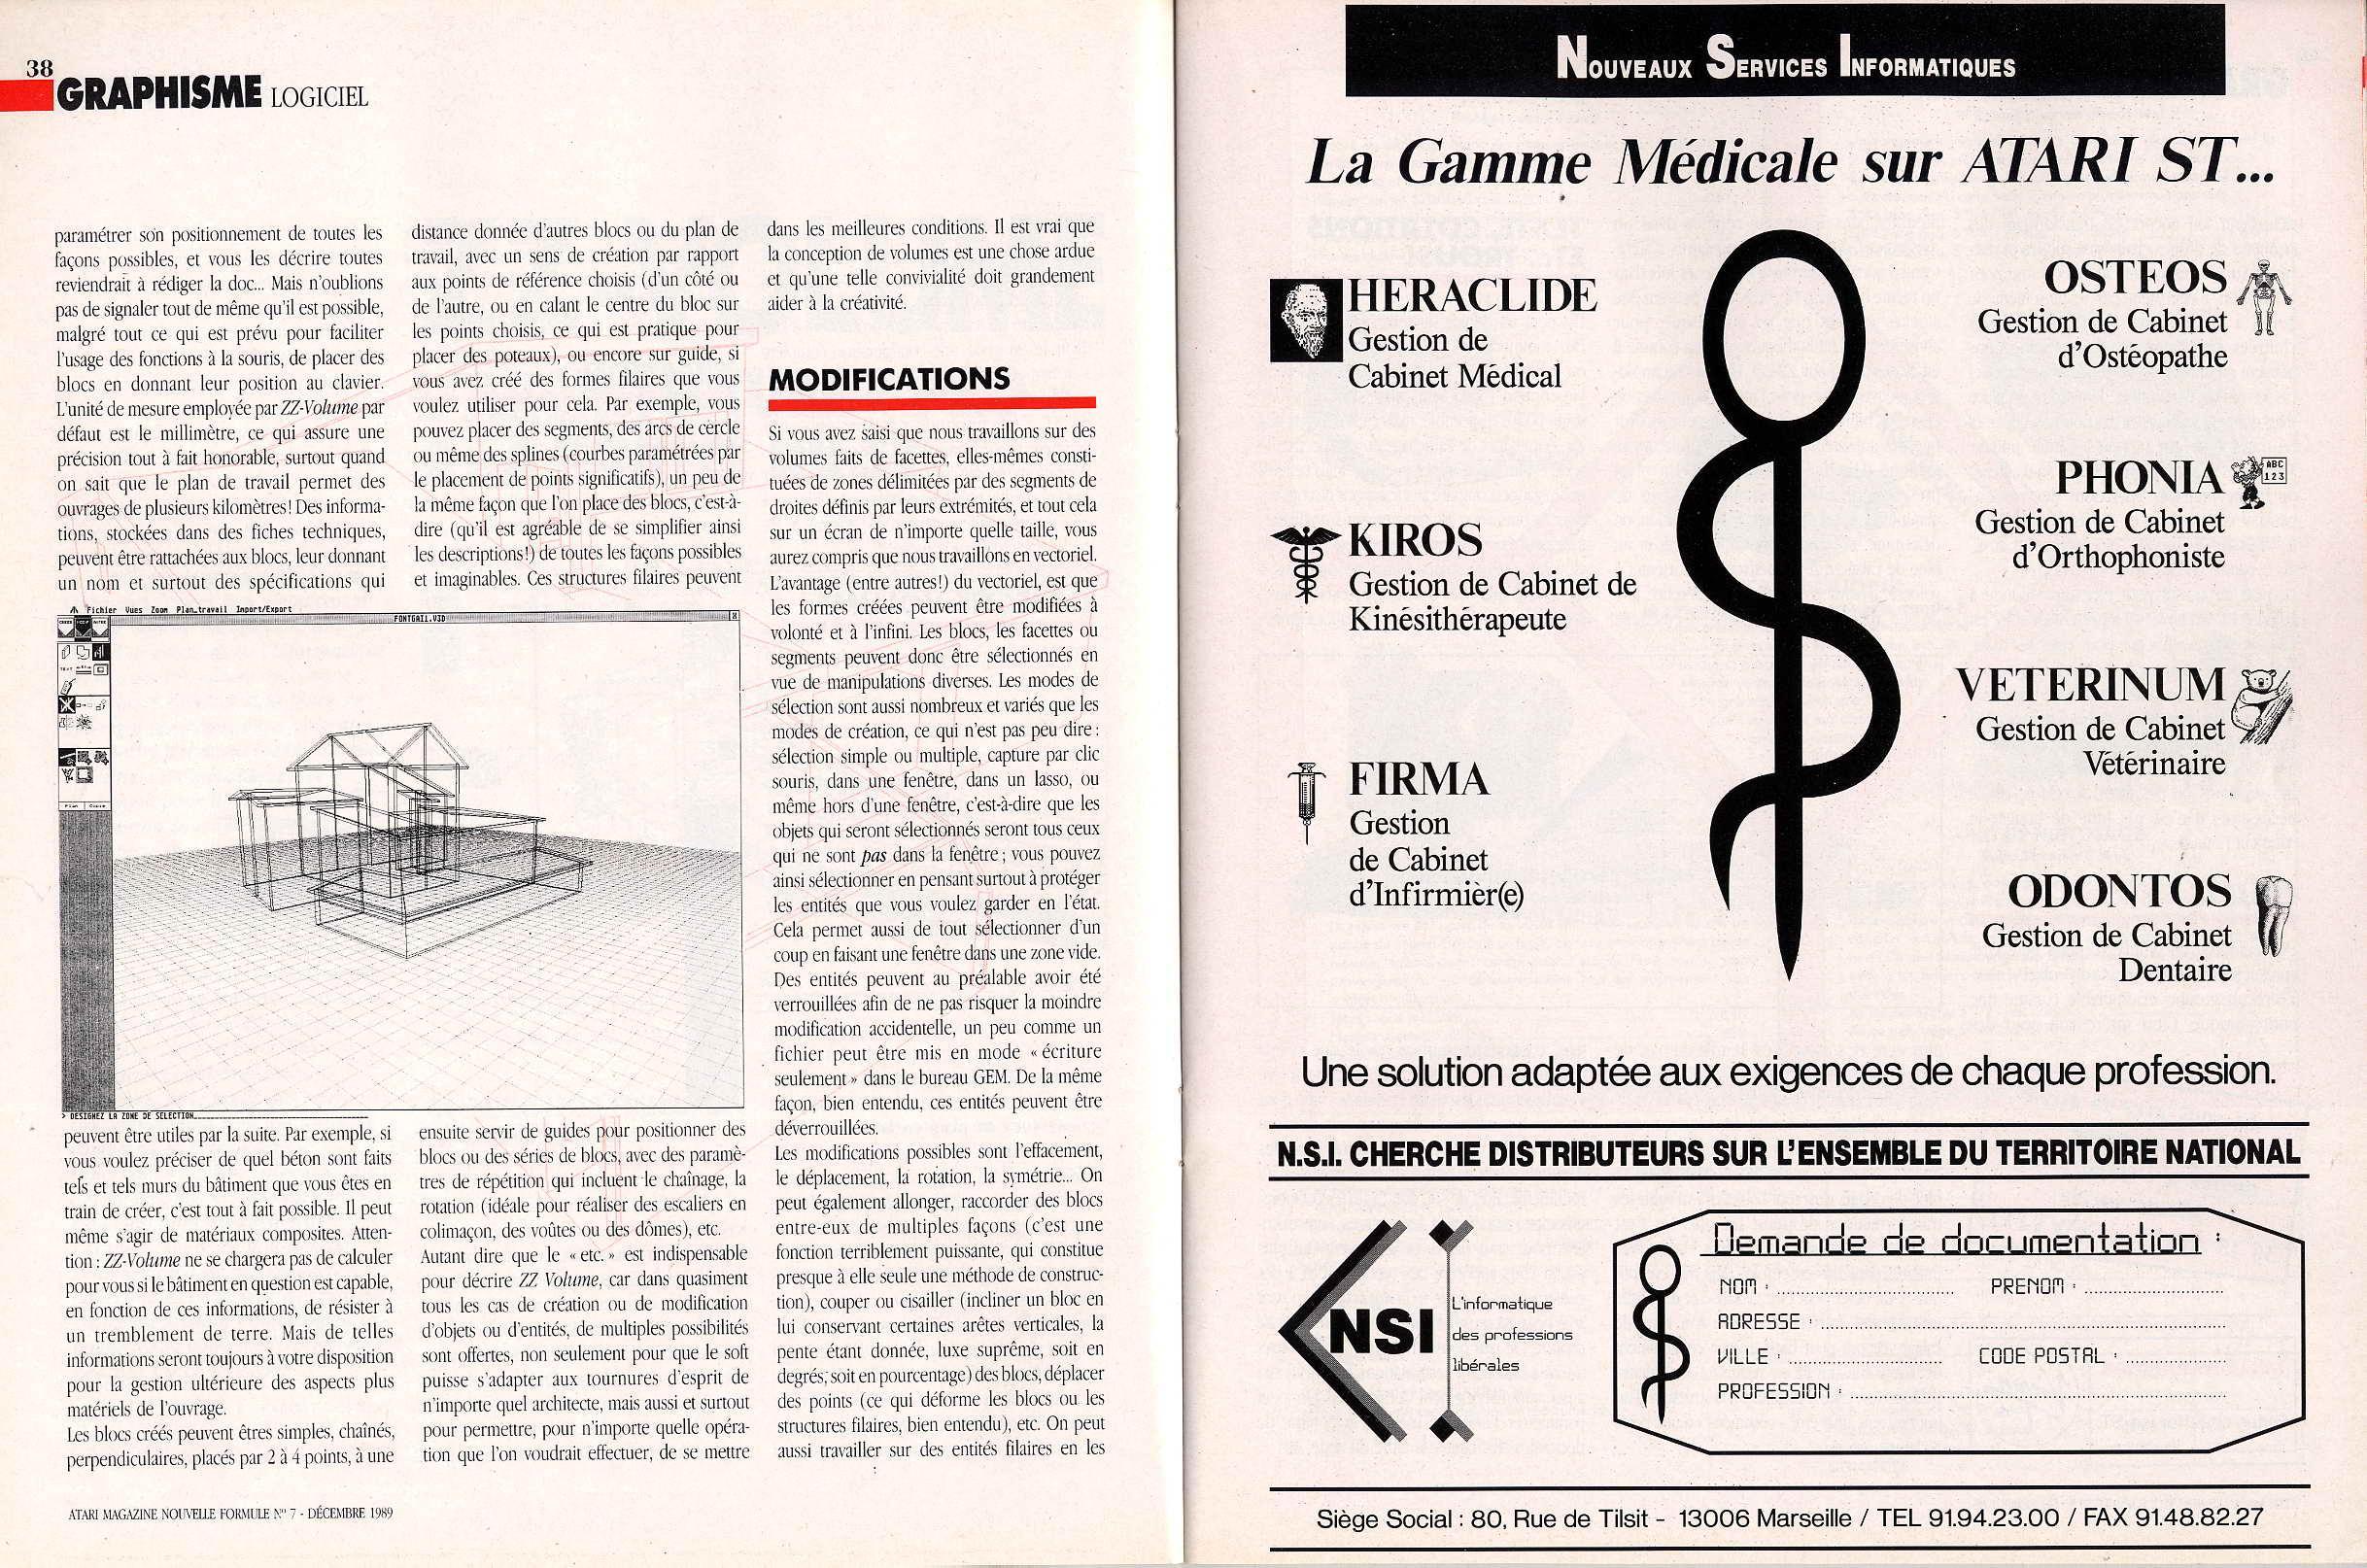 38
GRAPHISME LOGICIEL
paramétrer son positionnement de toutes les
façons possibles, et vous les décrire toutes
reviendrait à rédiger la doc... Mais n'oublions
pas de signaler tout de même qu'il est possible,
malgré tout ce qui est prévu pour faciliter
l'usage des fonctions à la souris, de placer des
blocs en donnant leur position au clavier.
L'unité de mesure employée par ZZ-Volume par
défaut est le millimètre, ce qui assure une
précision tout à fait honorable, surtout quand
on sait que le plan de travail permet des
ouvrages de plusieurs kilomètres! Des informa-
tions, stockées dans des fiches techniques,
peuvent être rattachées aux blocs, leur donnant
un nom et surtout des spécifications qui
Fichier Vues Zoom Plan_travail Import/Export
FONTGAI1.V3D
> DESIGNEZ LA ZONE DE SELECTION
peuvent être utiles par la suite. Par exemple, si
vous voulez préciser de quel béton sont faits
tels et tels murs du bâtiment que vous êtes en
train de créer, c'est tout à fait possible. Il peut
même s'agir de matériaux composites. Atten-
tion : ZZ-Volume ne se chargera pas de calculer
pour vous si le bâtiment en question est capable,
en fonction de ces informations, de résister à
un tremblement de terre. Mais de telles
informations seront toujours à votre disposition
pour la gestion ultérieure des aspects plus
matériels de l'ouvrage.
Les blocs créés peuvent êtres simples, chaînés,
perpendiculaires, placés par 2 à 4 points, à une
distance donnée d'autres blocs ou du plan de
travail, avec un sens de création par rapport
aux points de référence choisis (d'un côté ou
de l'autre, ou en calant le centre du bloc sur
les points choisis, ce qui est pratique pour
placer des poteaux), ou encore sur guide, si
vous avez créé des formes filaires que vous
voulez utiliser pour cela. Par exemple, vous
pouvez placer des segments, des arcs de cercle
ou même des splines (courbes paramétrées par
le placement de points significatifs), un peu de
la même façon que l'on place des blocs, c'est-à-
dire (qu'il est agréable de se simplifier ainsi
les descriptions!) de toutes les façons possibles
et imaginables. Ces structures filaires peuvent
ensuite servir de guides pour positionner des
blocs ou des séries de blocs, avec des paramè-
tres de répétition qui incluent le chaînage, la
rotation (idéale pour réaliser des escaliers en
colimaçon, des voûtes ou des dômes), etc.
Autant dire que le « etc. » est indispensable
pour décrire ZZ Volume, car dans quasiment
tous les cas de création ou de modification
d'objets ou d'entités, de multiples possibilités
sont offertes, non seulement pour que le soft
puisse s'adapter aux tournures d'esprit de
n'importe quel architecte, mais aussi et surtout
pour permettre, pour n'importe quelle opéra-
tion que l'on voudrait effectuer, de se mettre
dans les meilleures conditions. Il est vrai que
la conception de volumes est une chose ardue
et qu'une telle convivialité doit grandement
aider à la créativité.
MODIFICATIONS
Si vous avez saisi que nous travaillons sur des
volumes faits de facettes, elles-mêmes consti-
tuées de zones délimitées par des segments de
droites définis par leurs extrémités, et tout cela
sur un écran de n'importe quelle taille, vous
aurez compris que nous travaillons en vectoriel.
L'avantage (entre autres!) du vectoriel, est que
les formes créées peuvent être modifiées à
volonté et à l'infini. Les blocs, les facettes ou
segments peuvent donc être sélectionnés en
vue de manipulations diverses. Les modes de
sélection sont aussi nombreux et variés que les
modes de création, ce qui n'est pas peu dire :
sélection simple ou multiple, capture par clic
souris, dans une fenêtre, dans un lasso, ou
même hors d'une fenêtre, c'est-à-dire que les
objets qui seront sélectionnés seront tous ceux
qui ne sont pas dans la fenêtre ; vous pouvez
ainsi sélectionner en pensant surtout à protéger
les entités que vous voulez garder en l'état.
Cela permet aussi de tout sélectionner d'un
coup en faisant une fenêtre dans une zone vide.
Des entités peuvent au préalable avoir été
verrouillées afin de ne pas risquer la moindre
modification accidentelle, un peu comme un
fichier peut être mis en mode « écriture
seulement » dans le bureau GEM. De la même
façon, bien entendu, ces entités peuvent être
déverrouillées.
Les modifications possibles sont l'effacement,
le déplacement, la rotation, la symétrie... On
peut également allonger, raccorder des blocs
entre-eux de multiples façons (c'est une
fonction terriblement puissante, qui constitue
presque à elle seule une méthode de construc-
tion), couper ou cisailler (incliner un bloc en
lui conservant certaines arêtes verticales, la
pente étant donnée, luxe suprême, soit en
degrés, soit en pourcentage) des blocs, déplacer
des points (ce qui déforme les blocs ou les
structures filaires, bien entendu), etc. On peut
aussi travailler sur des entités filaires en les
ATARI MAGAZINE NOUVELLE FORMULE N° 7 - DÉCEMBRE 1989
NOUVEAUX SERVICES INFORMATIQUES
La Gamme Médicale sur ATARI ST...
HERACLIDE
Gestion de
Cabinet Médical
KIROS
Gestion de Cabinet de
Kinésithérapeute
FIRMA
Gestion
de Cabinet
d'Infirmièr(e)
OSTEOS
Gestion de Cabinet
d'Ostéopathe
PHONIA
ABC
123
Gestion de Cabinet
d'Orthophoniste
VETERINUM
Gestion de Cabinet
Vétérinaire
ODONTOS
Gestion de Cabinet
Dentaire
Une solution adaptée aux exigences de chaque profession.
N.S.I. CHERCHE DISTRIBUTEURS SUR L'ENSEMBLE DU TERRITOIRE NATIONAL
NSI
L'informatique
des professions
libérales
Demande de documentation :
NOM : PRENOM :
ADRESSE :
VILLE : CODE POSTAL :
PROFESSION :
Siège Social : 80, Rue de Tilsit - 13006 Marseille / TEL 91.94.23.00 / FAX 91.48.82.27